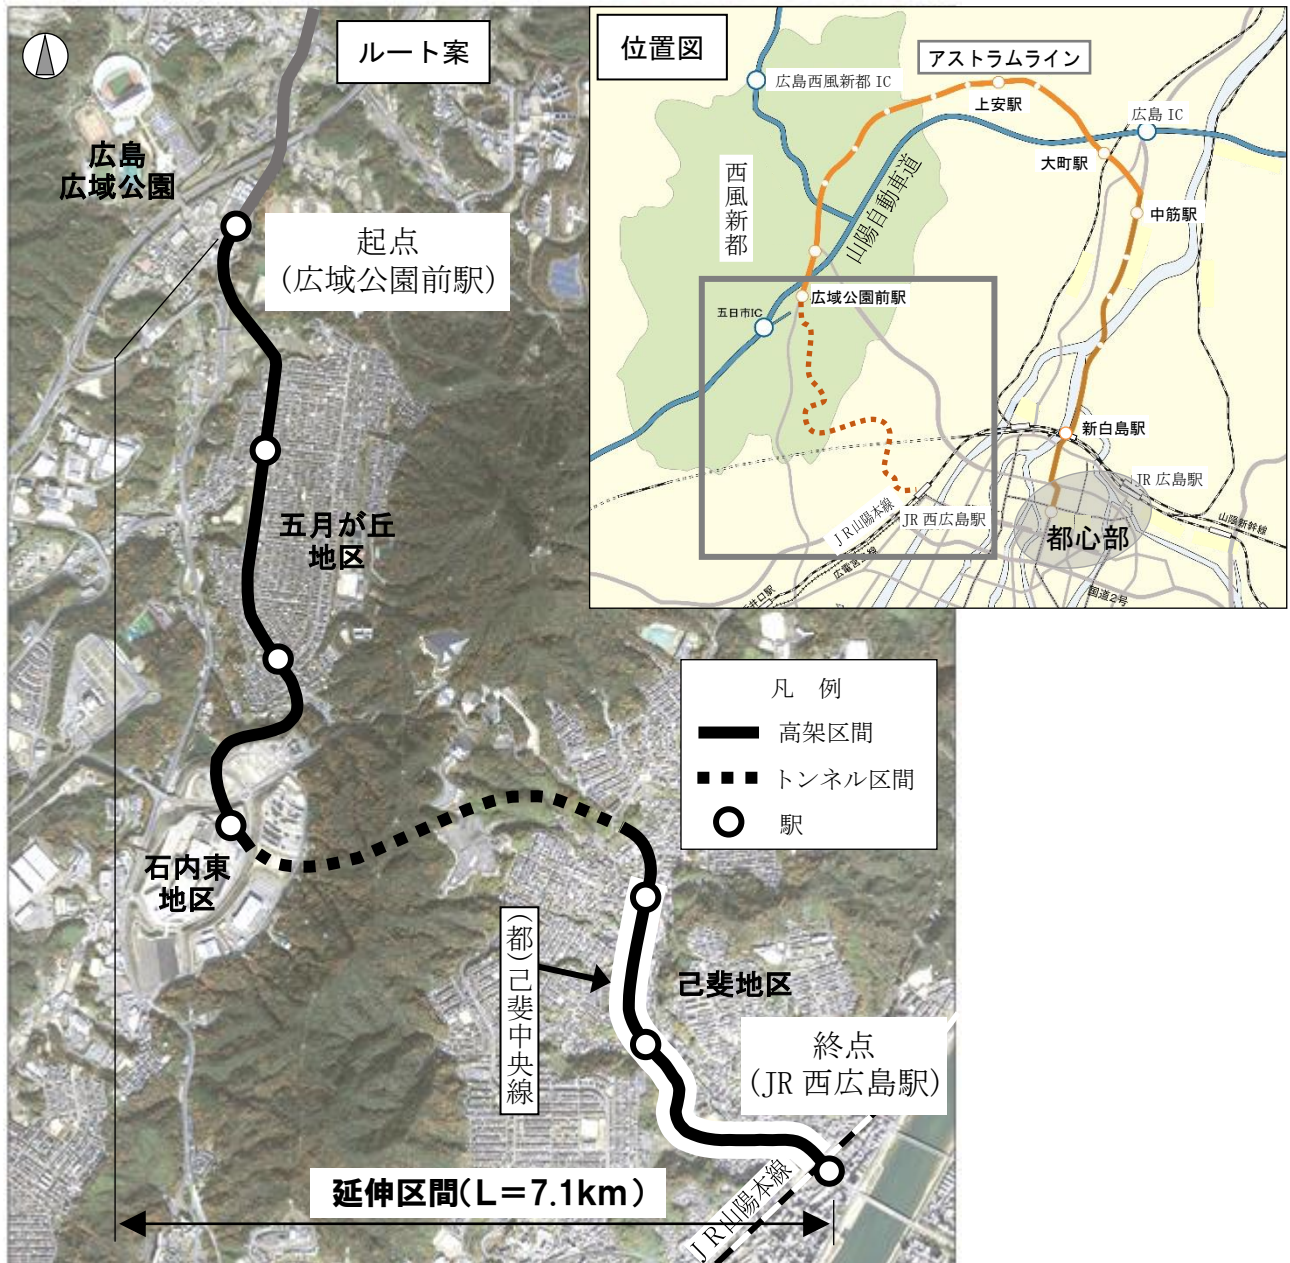 ルート案
広島
広域公園
起点
(広域公園前駅)
五月が丘
地区
石内東
地区
(都)己斐中央線
己斐地区
終点
(JR 西広島駅)
JR山陽本線
延伸区間(L=7.1km)
凡 例
高架区間
トンネル区間
駅
位置図
アストラムライン
広島西風新都 IC
上安駅
広島 IC
大町駅
西風新都
山陽自動車道
中筋駅
広域公園前駅
五日市IC
新白島駅
JR 広島駅
JR山陽本線
JR 西広島駅
都心部
山陽新幹線
広電宮島線
国道2号
井口駅